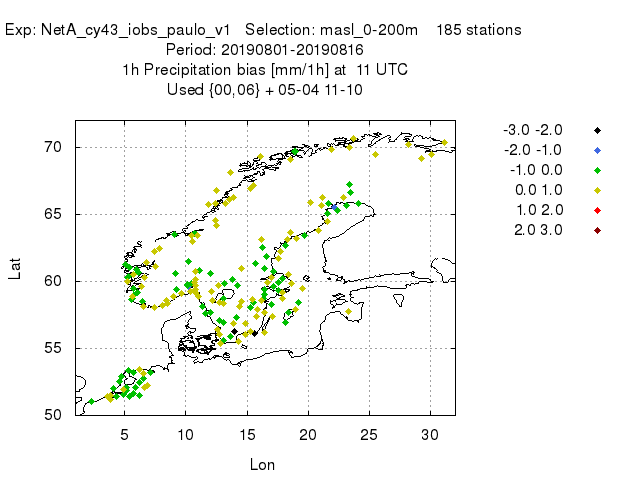 Exp: NetA_cy43_iobs_paulo_v1 Selection: masl_0-200m 185 stations
Period: 20190801-20190816
1h Precipitation bias [mm/1h] at 11 UTC
Used {00,06} + 05-04 11-10
-3.0 -2.0
-2.0 -1.0
-1.0 0.0
0.0 1.0
1.0 2.0
2.0 3.0
70
65
60
55
50
Lat
5 10 15 20 25 30
Lon